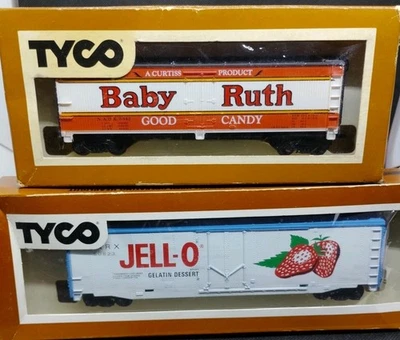 TYCO
A CURTISS PRODUCT
Baby Ruth
GOOD CANDY
TYCO
JELL-O
GELATIN DESSERT